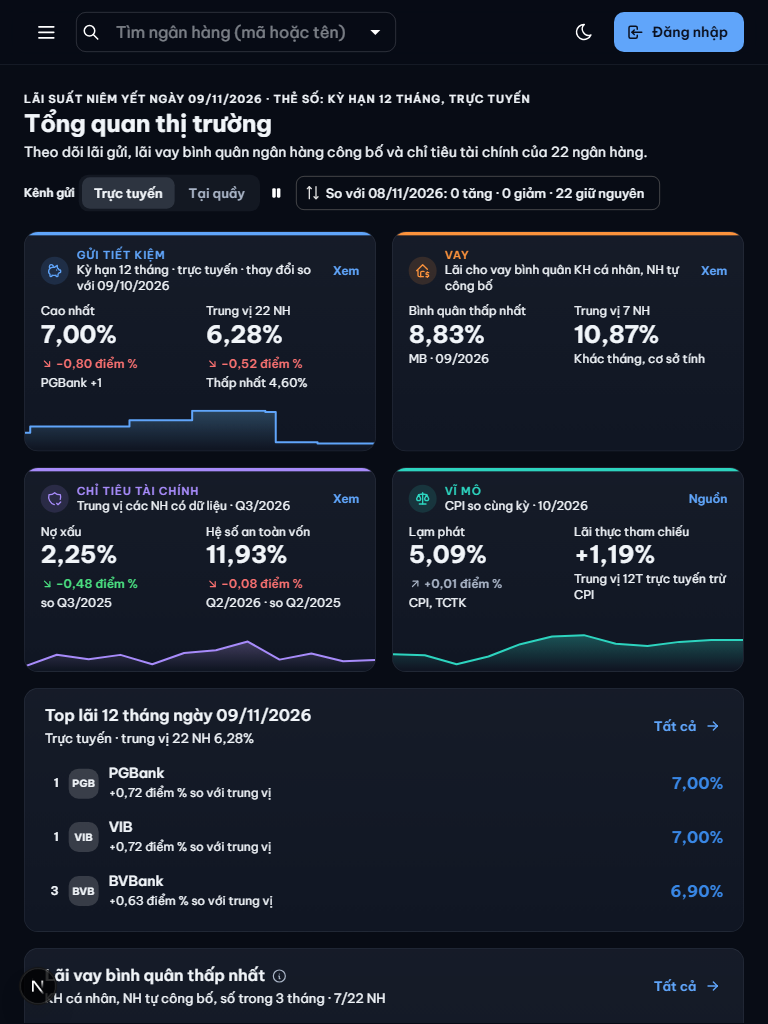 Tìm ngân hàng (mã hoặc tên)
Đăng nhập
LÃI SUẤT NIÊM YẾT NGÀY 09/11/2026 · THẺ SỐ: KỲ HẠN 12 THÁNG, TRỰC TUYẾN
Tổng quan thị trường
Theo dõi lãi gửi, lãi vay bình quân ngân hàng công bố và chỉ tiêu tài chính của 22 ngân hàng.
Kênh gửi
Trực tuyến
Tại quầy
So với 08/11/2026: 0 tăng · 0 giảm · 22 giữ nguyên
GỬI TIẾT KIỆM
Kỳ hạn 12 tháng · trực tuyến · thay đổi so
với 09/10/2026
Xem
Cao nhất
7,00%
↘ −0,80 điểm %
PGBank +1
Trung vị 22 NH
6,28%
↘ −0,52 điểm %
Thấp nhất 4,60%
VAY
Lãi cho vay bình quân KH cá nhân, NH tự
công bố
Xem
Bình quân thấp nhất
8,83%
MB · 09/2026
Trung vị 7 NH
10,87%
Khác tháng, cơ sở tính
CHỈ TIÊU TÀI CHÍNH
Trung vị các NH có dữ liệu · Q3/2026
Xem
Nợ xấu
2,25%
↘ −0,48 điểm %
so Q3/2025
Hệ số an toàn vốn
11,93%
↘ −0,08 điểm %
Q2/2026 · so Q2/2025
VĨ MÔ
CPI so cùng kỳ · 10/2026
Nguồn
Lạm phát
5,09%
↗ +0,01 điểm %
CPI, TCTK
Lãi thực tham chiếu
+1,19%
Trung vị 12T trực tuyến trừ
CPI
Top lãi 12 tháng ngày 09/11/2026
Trực tuyến · trung vị 22 NH 6,28%
Tất cả →
1 PGB PGBank
+0,72 điểm % so với trung vị
7,00%
1 VIB VIB
+0,72 điểm % so với trung vị
7,00%
3 BVB BVBank
+0,63 điểm % so với trung vị
6,90%
Lãi vay bình quân thấp nhất
KH cá nhân, NH tự công bố, số trong 3 tháng · 7/22 NH
Tất cả →
N